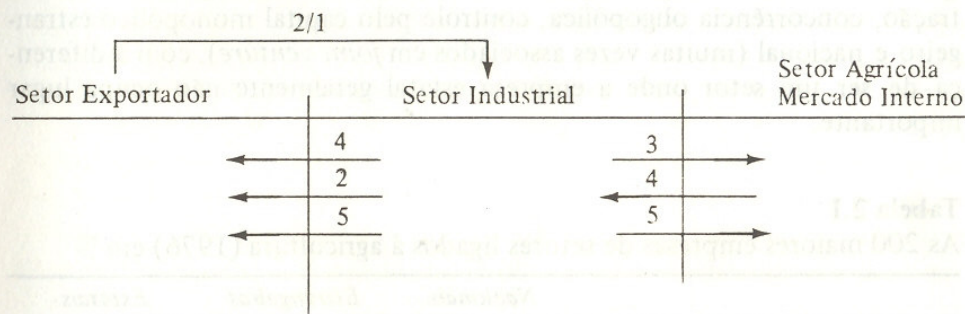 2/1
Setor Exportador
Setor Industrial
Setor Agrícola
Mercado Interno
4
2
5
3
4
5